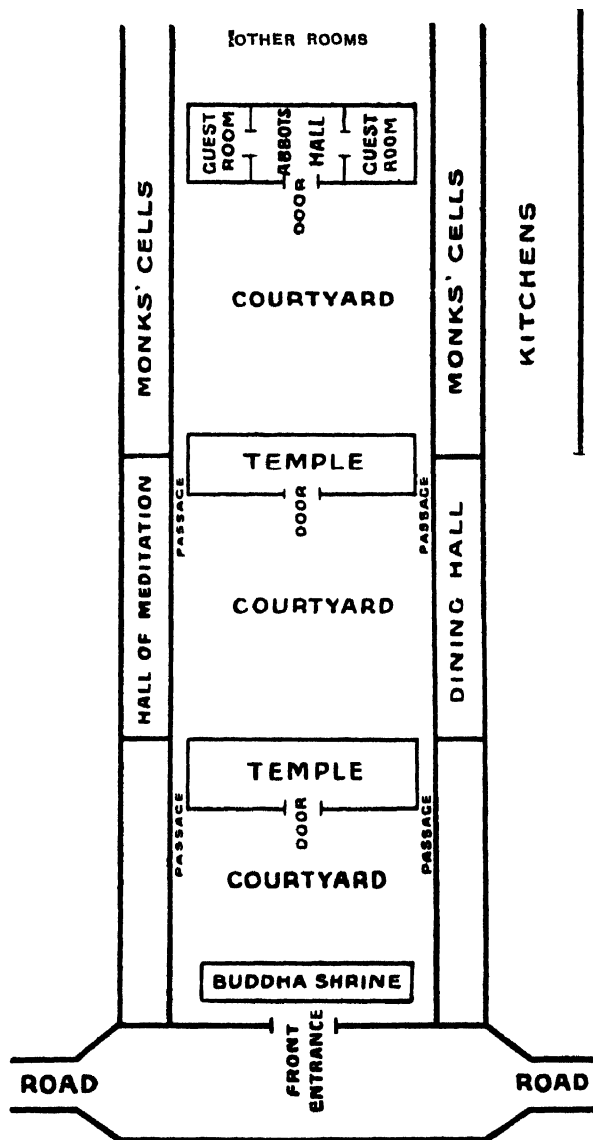 OTHER ROOMS
GUEST
ROOM
ABBOTS
HALL
GUEST
ROOM
DOOR
MONKS' CELLS
MONKS' CELLS
KITCHENS
COURTYARD
TEMPLE
PASSAGE
DOOR
PASSAGE
HALL OF MEDITATION
COURTYARD
DINING HALL
TEMPLE
PASSAGE
DOOR
PASSAGE
COURTYARD
BUDDHA SHRINE
FRONT
ENTRANCE
ROAD
ROAD